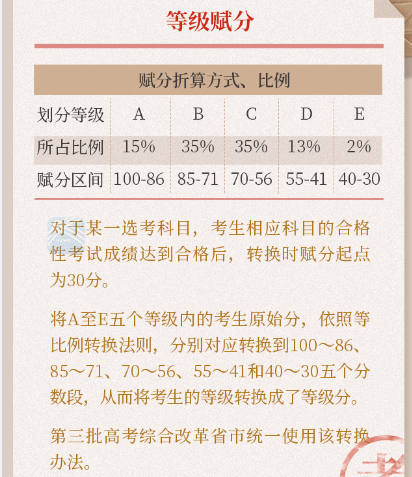 等级赋分
赋分折算方式、比例
划分等级 A B C D E
所占比例 15% 35% 35% 13% 2%
赋分区间 100-86 85-71 70-56 55-41 40-30
对于某一选考科目，考生相应科目的合格
性考试成绩达到合格后，转换时赋分起点
为30分。
将A至E五个等级内的考生原始分，依照等
比例转换法则，分别对应转换到100～86、
85～71、70～56、55～41和40～30五个分
数段，从而将考生的等级转换成了等级分。
第三批高考综合改革省市统一使用该转换
办法。